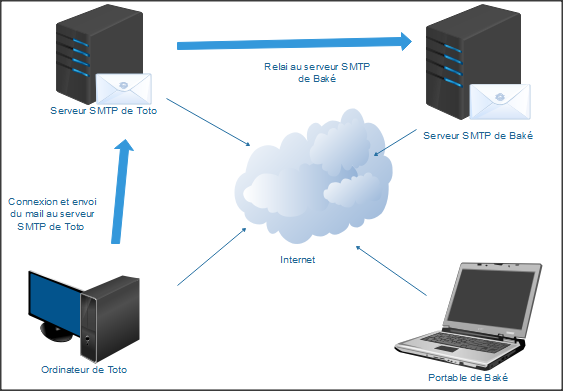 Relai au serveur SMTP
de Baké
Serveur SMTP de Toto
Serveur SMTP de Baké
Connexion et envoi
du mail au serveur
SMTP de Toto
Internet
Ordinateur de Toto
Portable de Baké